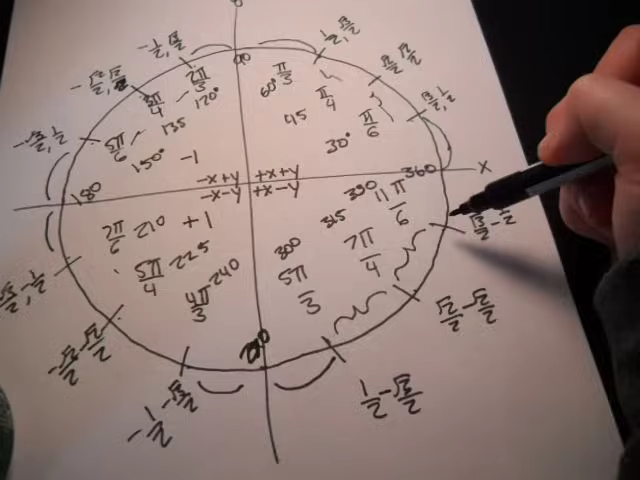 -1/2, √3/2
1/2, √3/2
-√2/2, √2/2
√2/2, √2/2
-√3/2, 1/2
√3/2, 1/2
90
2π/3
π/3
60°
120°
3π/4
π/4
135
45
5π/6
π/6
150°
30°
-1
180
-x+y
+x+y
360
x
-x-y
+x-y
7π/6
210
+1
330
11π/6
315
√3/2 -1/2
5π/4
225
300
7π/4
240
4π/3
5π/3
-√3/2, -1/2
√2/2 -√2/2
-√2/2 -√2/2
270
-1/2 -√3/2
1/2 -√3/2